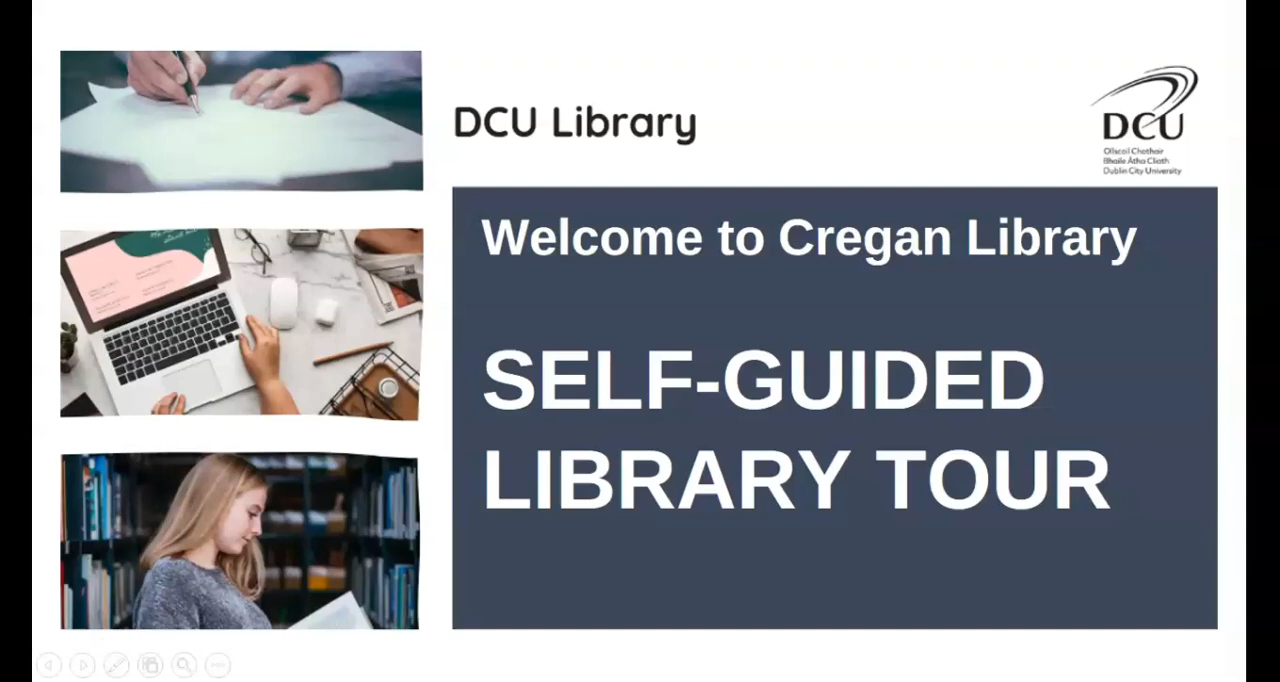 DCU Library
DCU
Ollscoil Chathair
Bhaile Átha Cliath
Dublin City University
Welcome to Cregan Library
SELF-GUIDED
LIBRARY TOUR